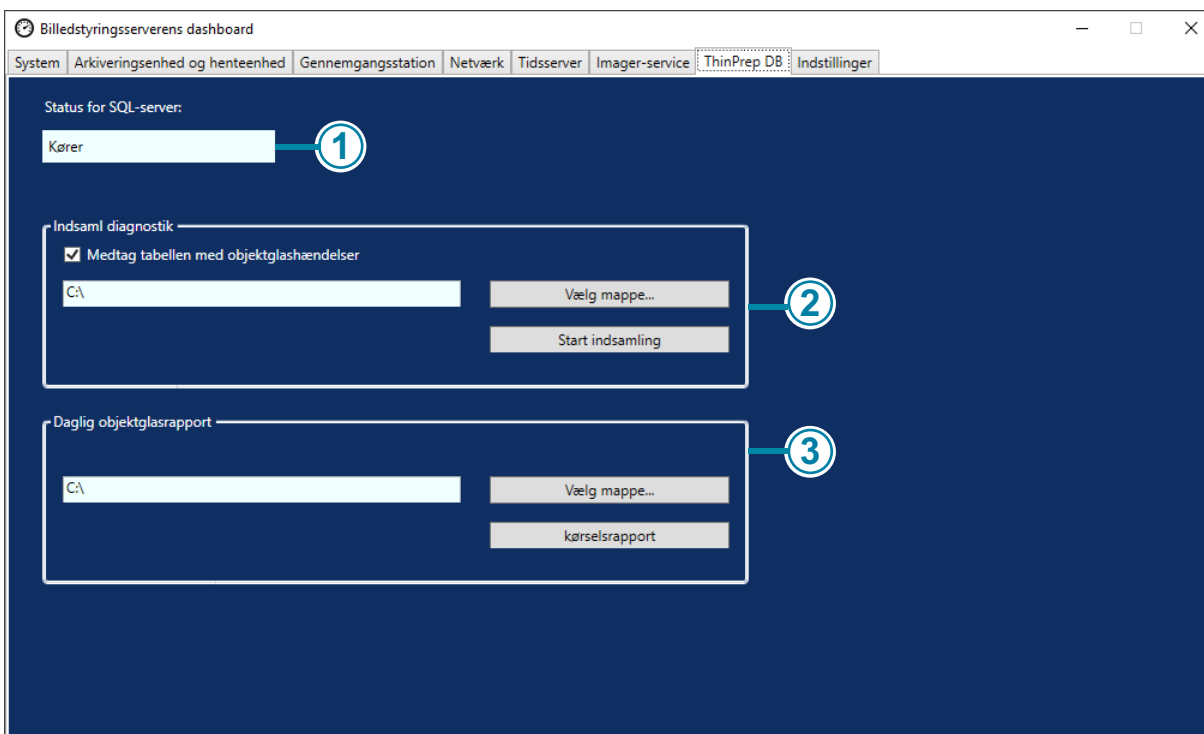 Billedstyringsserverens dashboard
System Arkiveringsenhed og henteenhed Gennemgangsstation Netværk Tidsserver Imager-service ThinPrep DB Indstillinger
Status for SQL-server:
Kører
1
Indsaml diagnostik
Medtag tabellen med objektglashændelser
C:\ Vælg mappe...
2
Start indsamling
Daglig objektglasrapport
3
C:\ Vælg mappe...
kørselsrapport